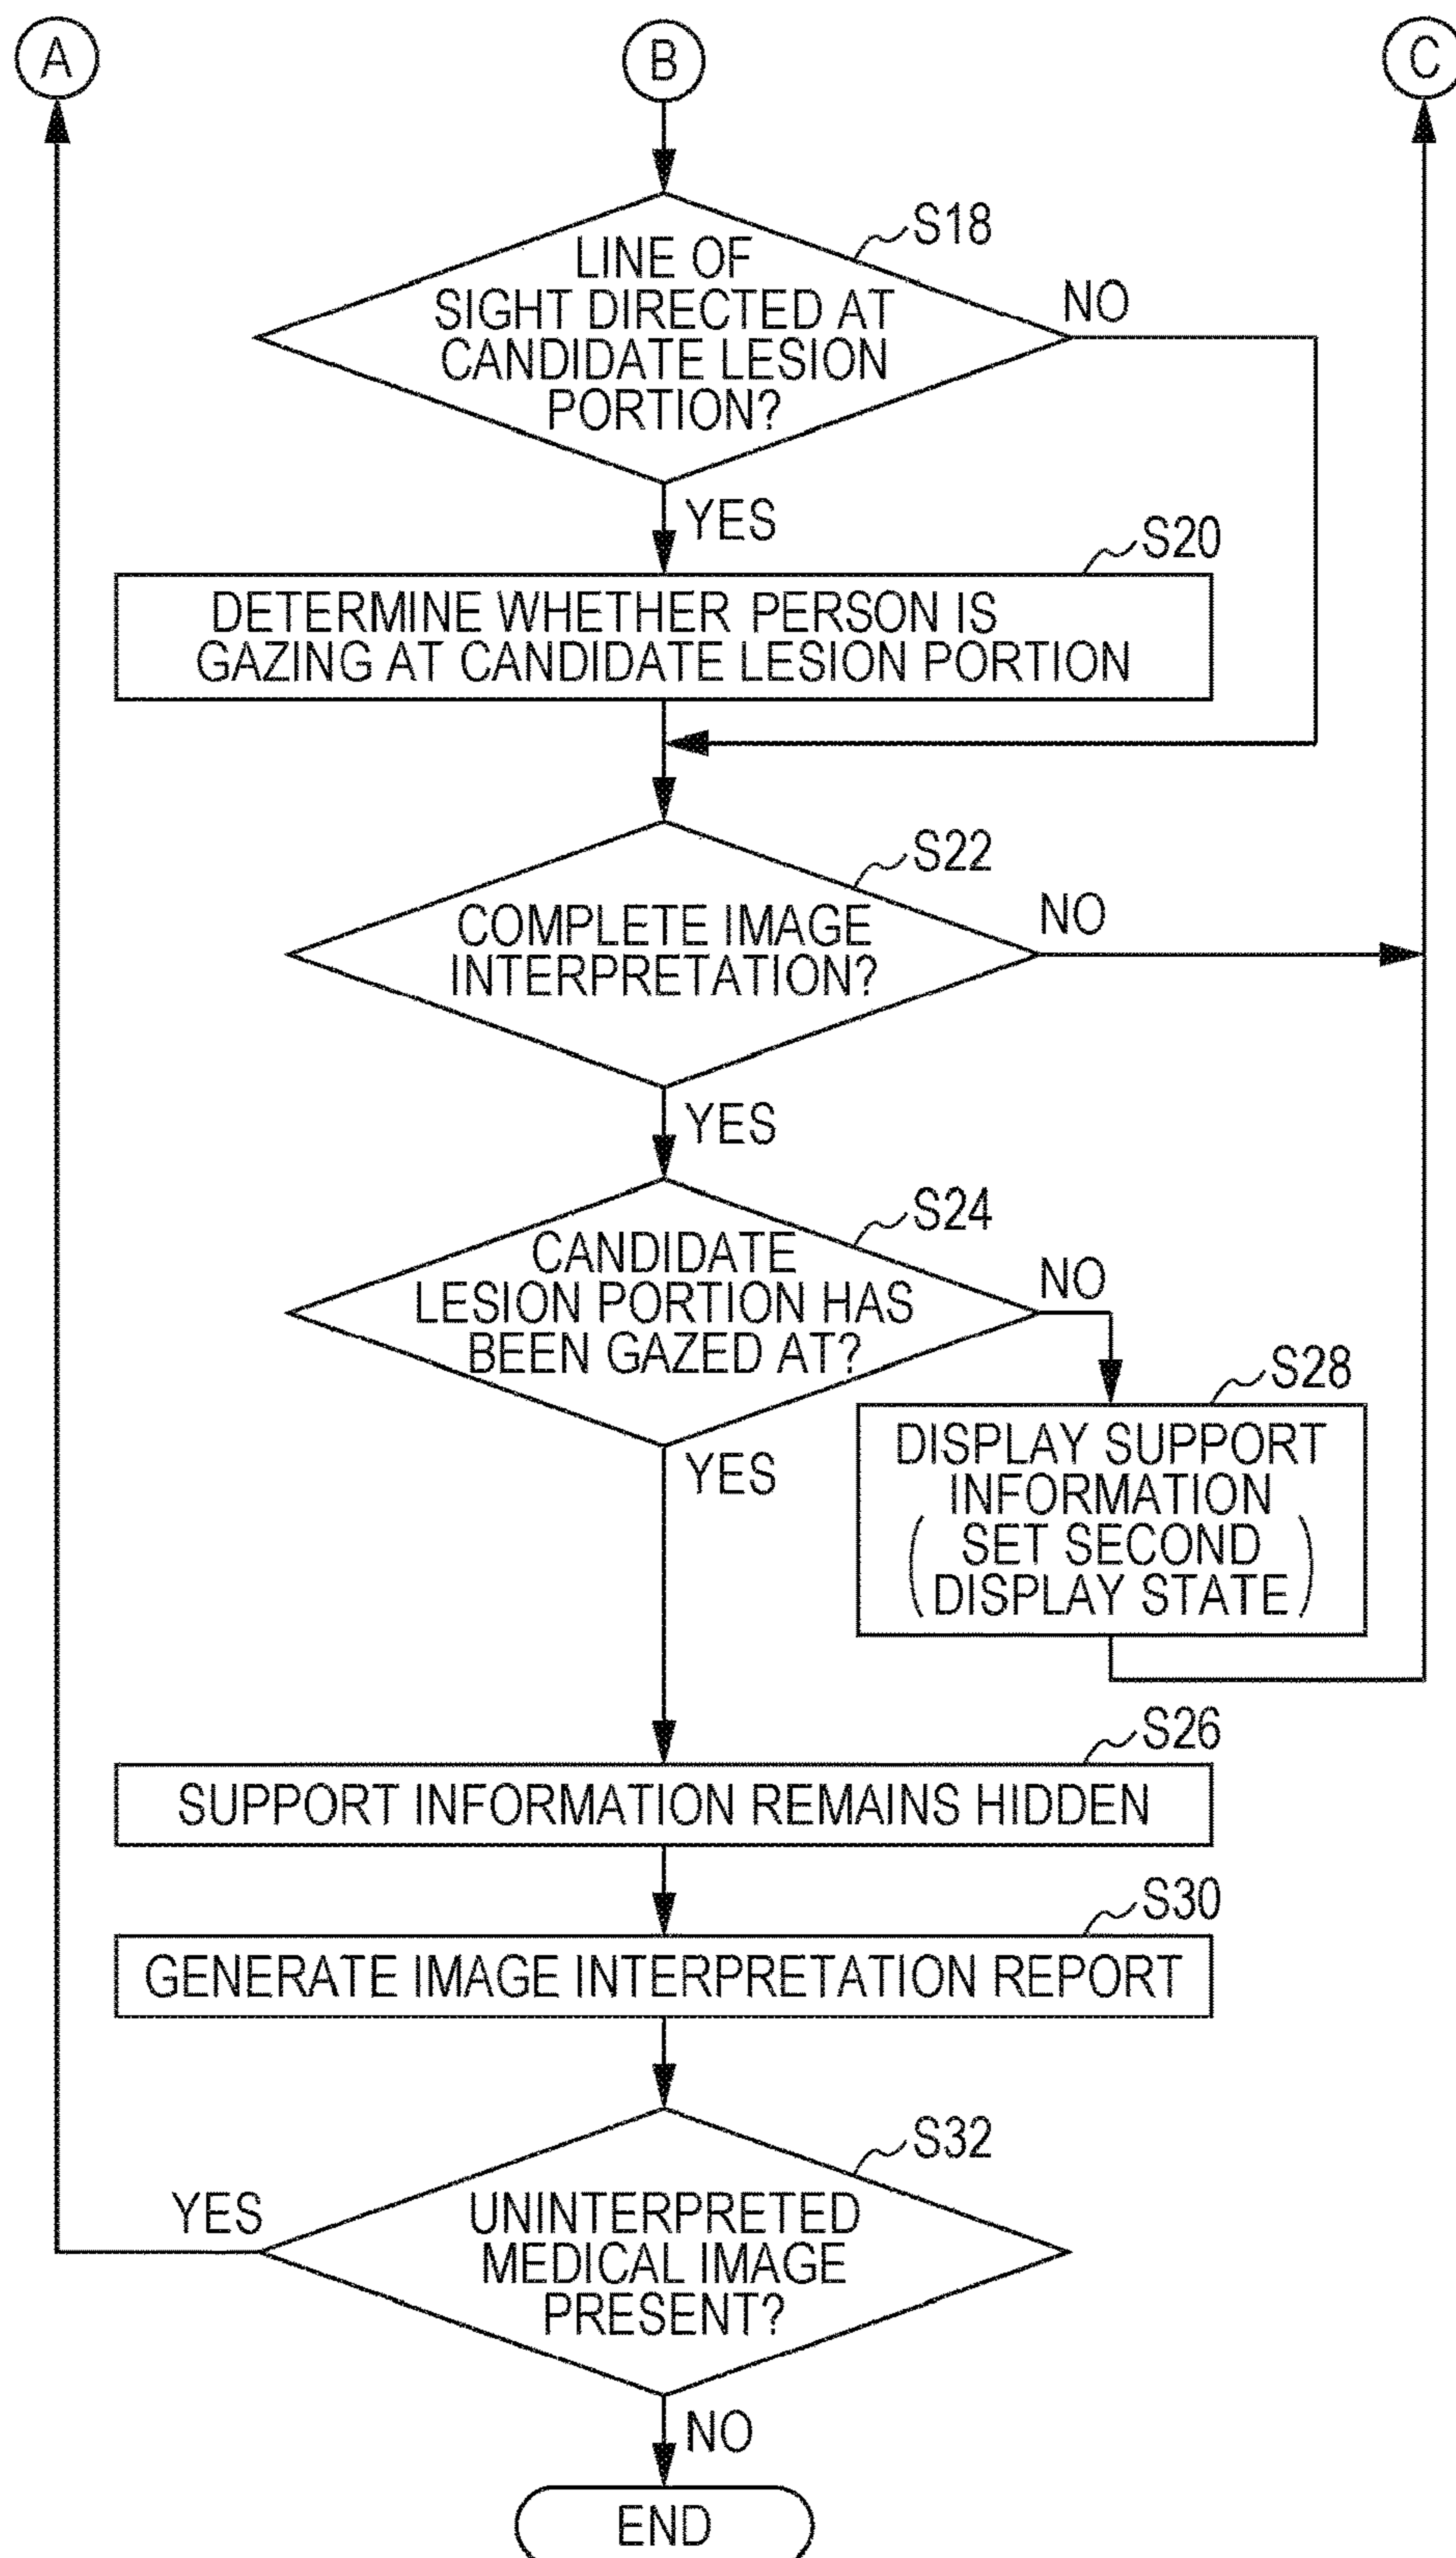 A
B
C
S18
LINE OF
SIGHT DIRECTED AT
CANDIDATE LESION
PORTION?
NO
YES
S20
DETERMINE WHETHER PERSON IS
GAZING AT CANDIDATE LESION PORTION
S22
COMPLETE IMAGE
INTERPRETATION?
NO
YES
S24
CANDIDATE
LESION PORTION HAS
BEEN GAZED AT?
NO
YES
S28
DISPLAY SUPPORT
INFORMATION
(SET SECOND
DISPLAY STATE)
S26
SUPPORT INFORMATION REMAINS HIDDEN
S30
GENERATE IMAGE INTERPRETATION REPORT
S32
YES
UNINTERPRETED
MEDICAL IMAGE
PRESENT?
NO
END